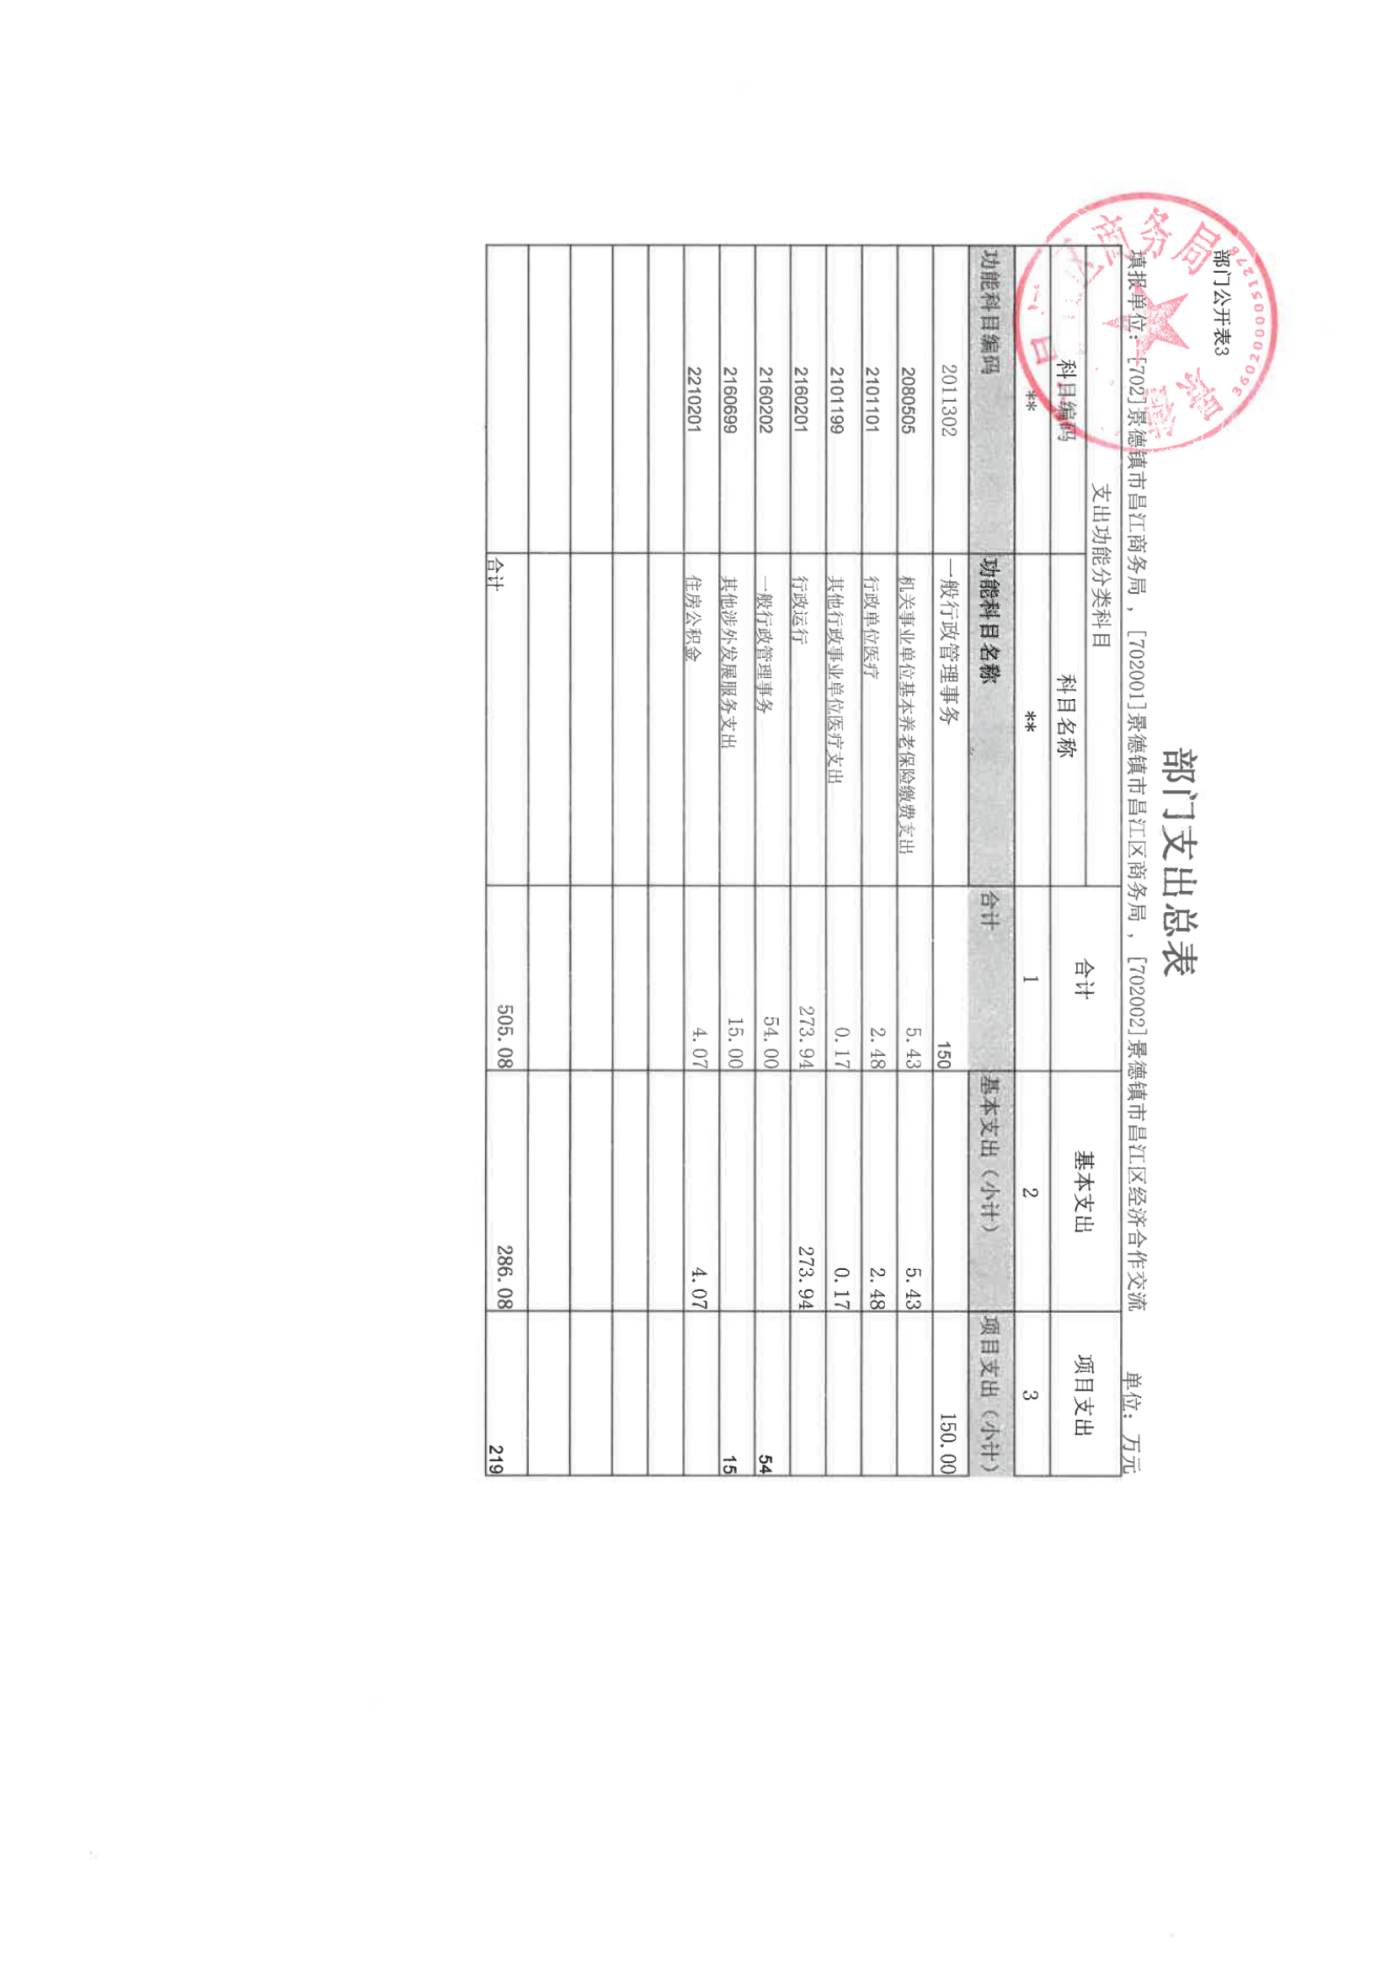 部门公开表3
部门支出总表
填报单位：[702]景德镇市昌江商务局，[702001]景德镇市昌江区商务局，[702002]景德镇市昌江区经济合作交流 单位：万元
支出功能分类科目 合计 基本支出 项目支出
科目编码 科目名称
** ** 1 2 3
功能科目编码 功能科目名称 合计 基本支出（小计） 项目支出（小计）
2011302 一般行政管理事务 150 150.00
2080505 机关事业单位基本养老保险缴费支出 5.43 5.43
2101101 行政单位医疗 2.48 2.48
2101199 其他行政事业单位医疗支出 0.17 0.17
2160201 行政运行 273.94 273.94
2160202 一般行政管理事务 54.00 54
2160699 其他涉外发展服务支出 15.00 15
2210201 住房公积金 4.07 4.07
合计 505.08 286.08 219
区商务局
3602000051278